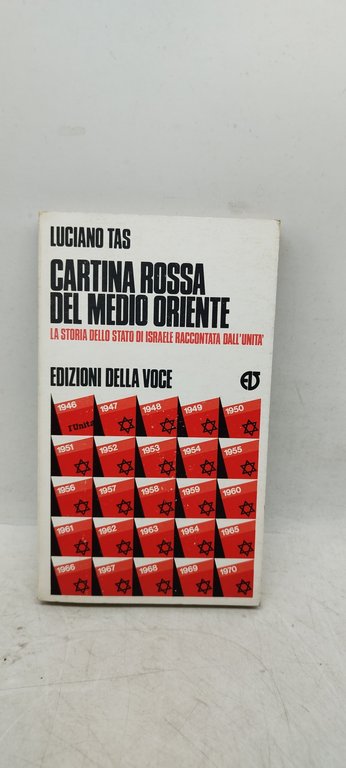 LUCIANO TAS
CARTINA ROSSA
DEL MEDIO ORIENTE
LA STORIA DELLO STATO DI ISRAELE RACCONTATA DALL'UNITA'
EDIZIONI DELLA VOCE
1946 1947 1948 1949 1950
l'Unità
1951 1952 1953 1954 1955
1956 1957 1958 1959 1960
1961 1962 1963 1964 1965
1966 1967 1968 1969 1970